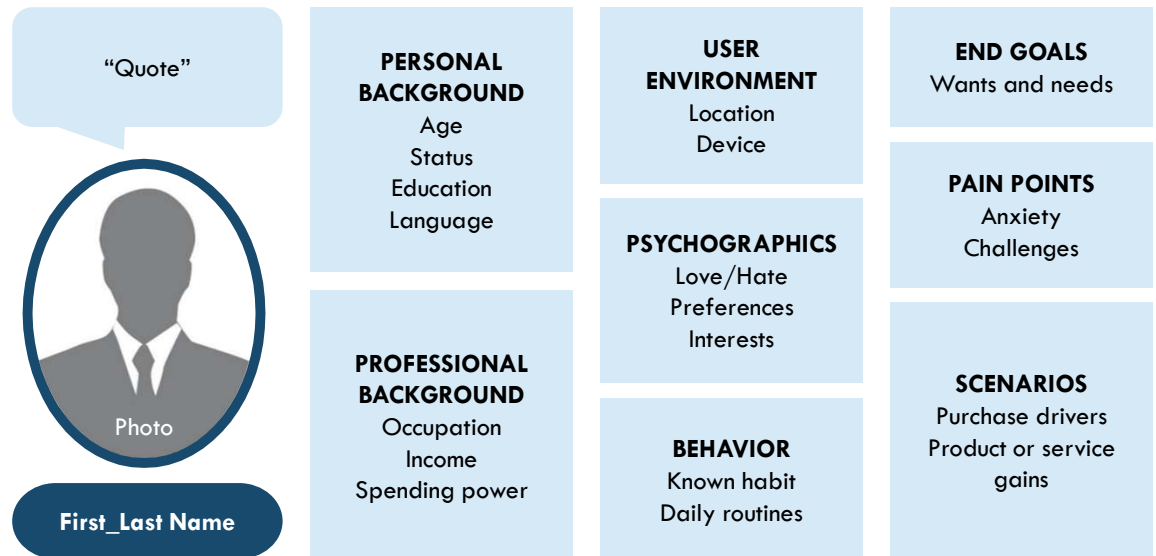 “Quote”
Photo
First_Last Name
PERSONAL
BACKGROUND
Age
Status
Education
Language
PROFESSIONAL
BACKGROUND
Occupation
Income
Spending power
USER
ENVIRONMENT
Location
Device
PSYCHOGRAPHICS
Love/Hate
Preferences
Interests
BEHAVIOR
Known habit
Daily routines
END GOALS
Wants and needs
PAIN POINTS
Anxiety
Challenges
SCENARIOS
Purchase drivers
Product or service
gains